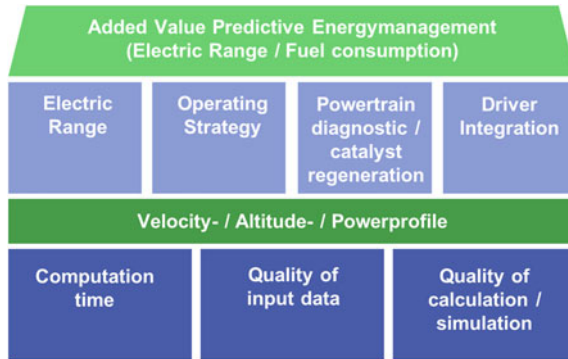 Added Value Predictive Energymanagement
(Electric Range / Fuel consumption)
Electric
Range
Operating
Strategy
Powertrain
diagnostic /
catalyst
regeneration
Driver
Integration
Velocity- / Altitude- / Powerprofile
Computation
time
Quality of
input data
Quality of
calculation /
simulation